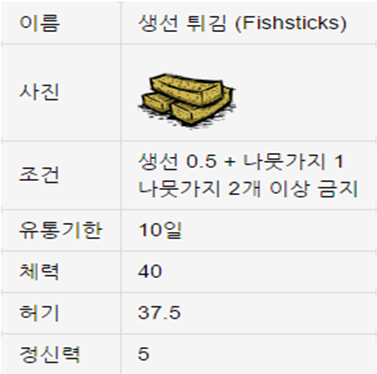 이름 생선 튀김 (Fishsticks)
사진
조건 생선 0.5 + 나뭇가지 1
나뭇가지 2개 이상 금지
유통기한 10일
체력 40
허기 37.5
정신력 5